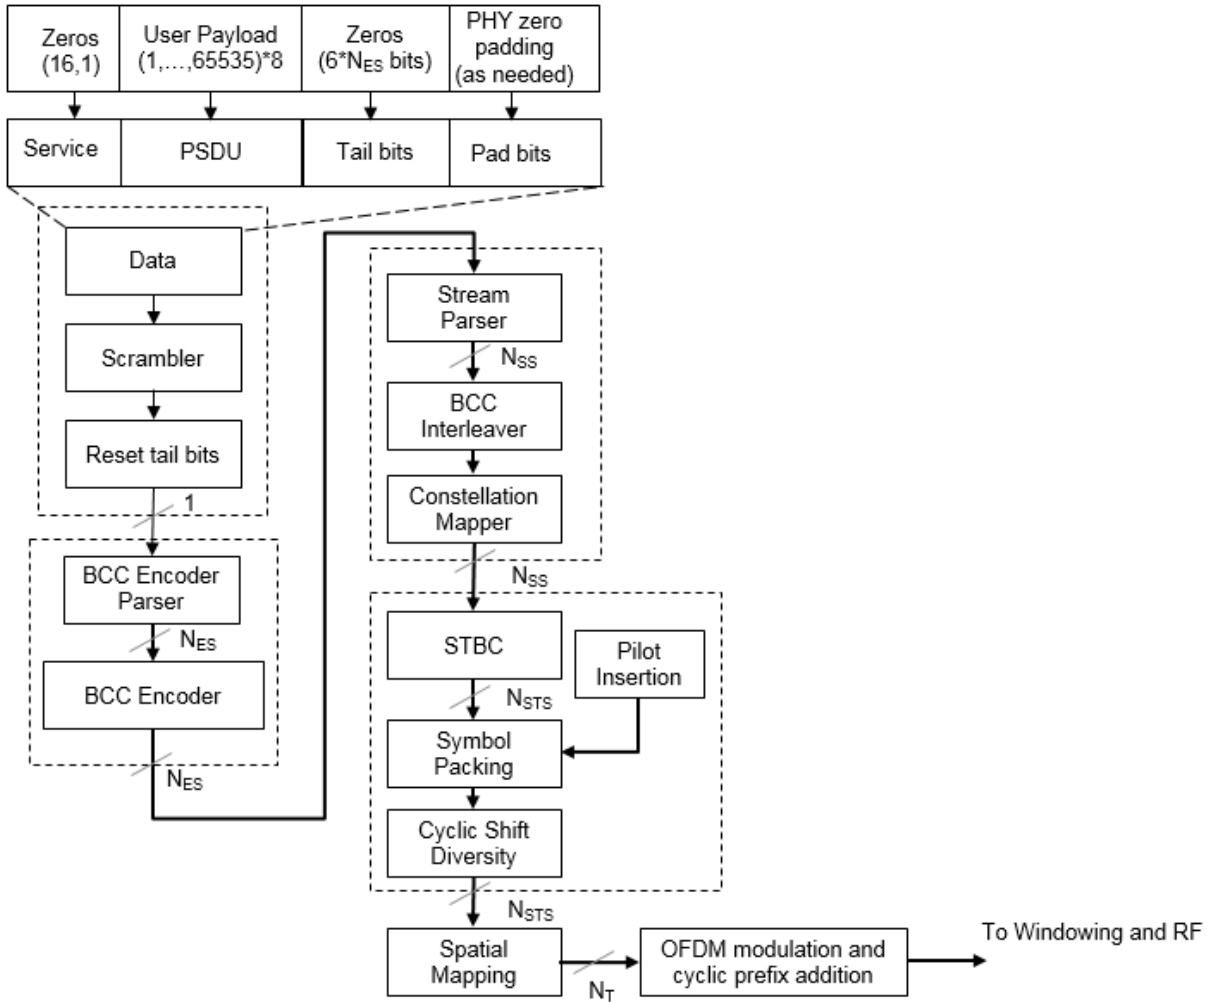 Zeros
(16,1)
User Payload
(1,...,65535)*8
Zeros
(6*N_ES bits)
PHY zero
padding
(as needed)
Service
PSDU
Tail bits
Pad bits
Data
Scrambler
Reset tail bits
1
BCC Encoder
Parser
N_ES
BCC Encoder
N_ES
Stream
Parser
N_SS
BCC
Interleaver
Constellation
Mapper
N_SS
STBC
Pilot
Insertion
N_STS
Symbol
Packing
Cyclic Shift
Diversity
N_STS
Spatial
Mapping
N_T
OFDM modulation and
cyclic prefix addition
To Windowing and RF